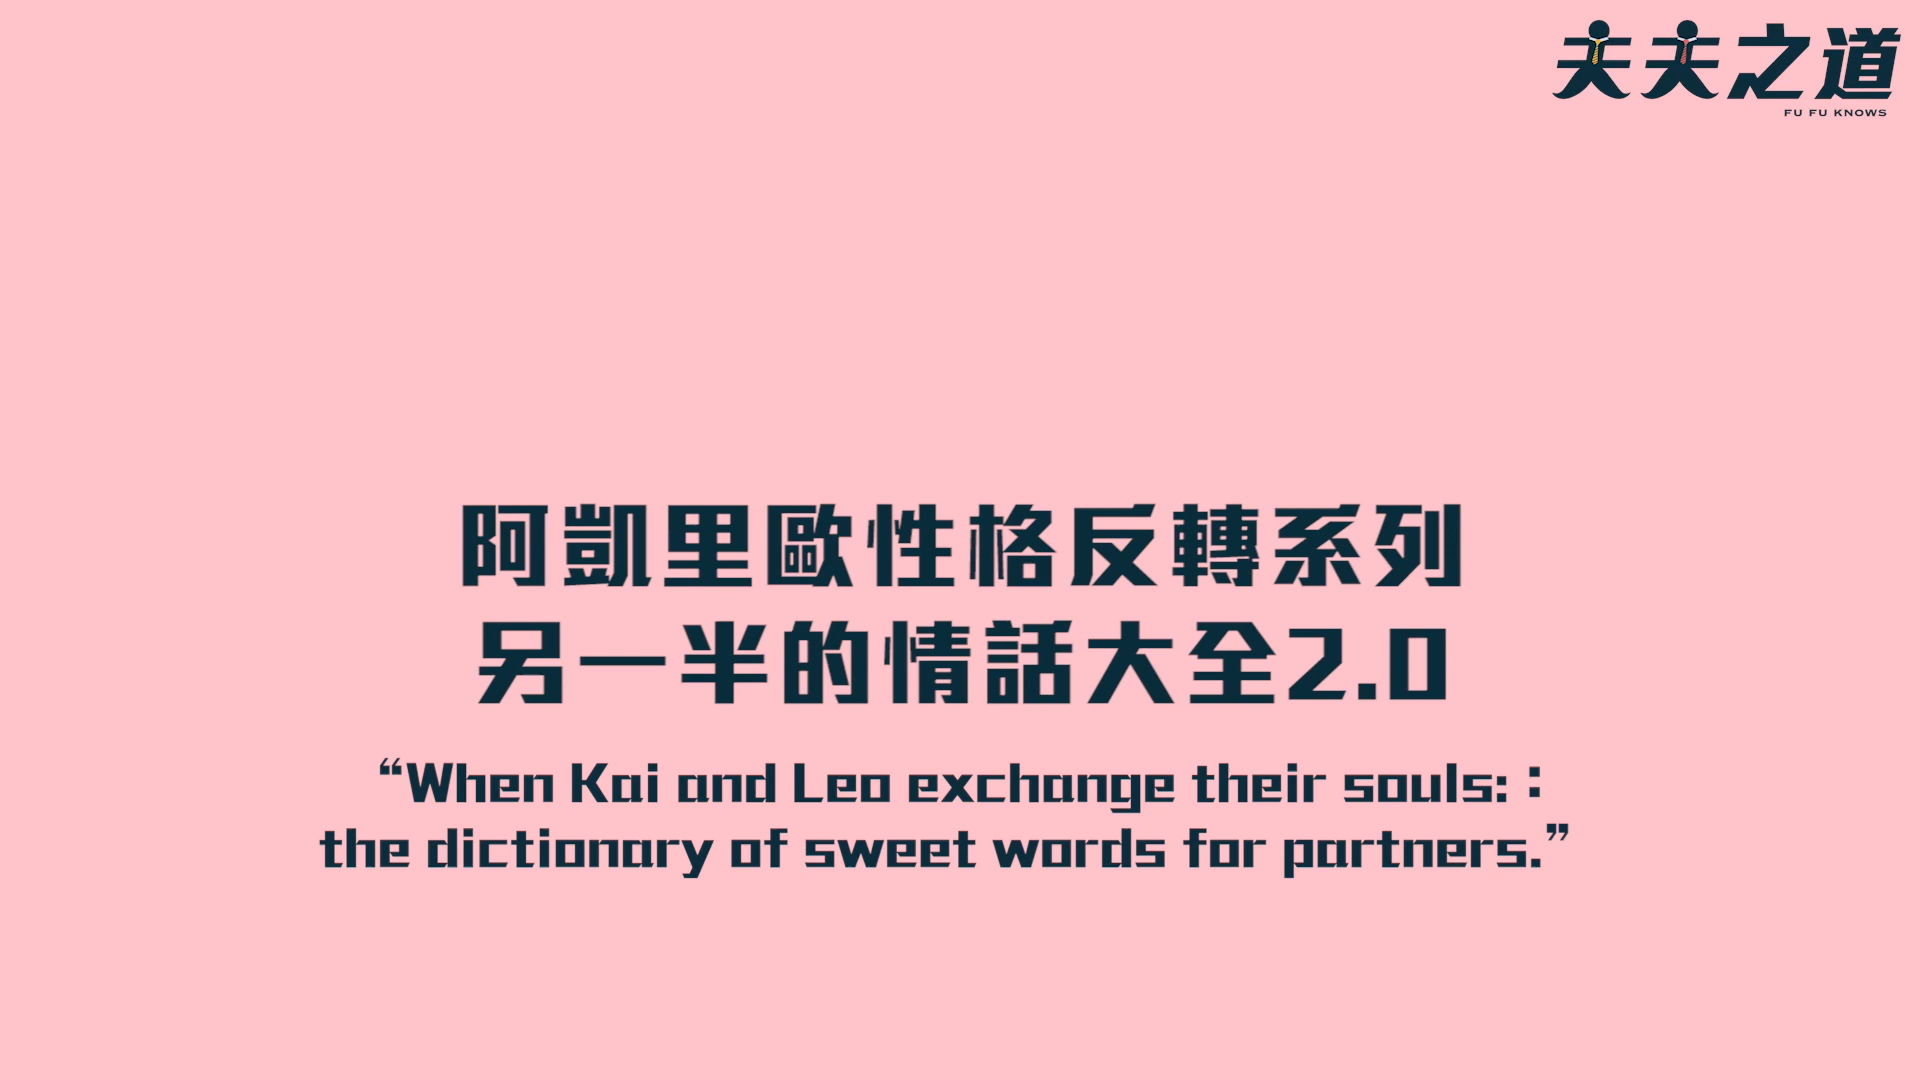 夫夫之道
FU FU KNOWS
阿凱里歐性格反轉系列
另一半的情話大全2.0
“When Kai and Leo exchange their souls:：
the dictionary of sweet words for partners.”